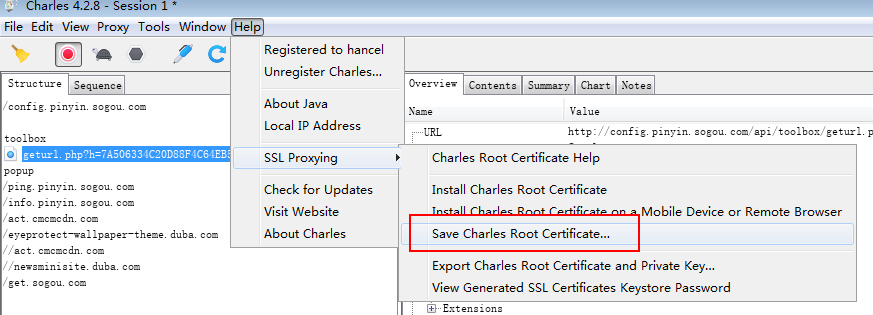 Charles 4.2.8 - Session 1 *
File Edit View Proxy Tools Window Help
Structure Sequence
/config.pinyin.sogou.com
toolbox
geturl.php?h=7A506334C20D88F4C64EB
popup
/ping.pinyin.sogou.com
/info.pinyin.sogou.com
/act.cmcmcdn.com
/eyeprotect-wallpaper-theme.duba.com
//act.cmcmcdn.com
//newsminisite.duba.com
/get.sogou.com
Registered to hancel
Unregister Charles...
About Java
Local IP Address
SSL Proxying
Check for Updates
Visit Website
About Charles
Overview Contents Summary Chart Notes
Name Value
URL http://config.pinyin.sogou.com/api/toolbox/geturl.p
Charles Root Certificate Help
Install Charles Root Certificate
Install Charles Root Certificate on a Mobile Device or Remote Browser
Save Charles Root Certificate...
Export Charles Root Certificate and Private Key...
View Generated SSL Certificates Keystore Password
Extensions